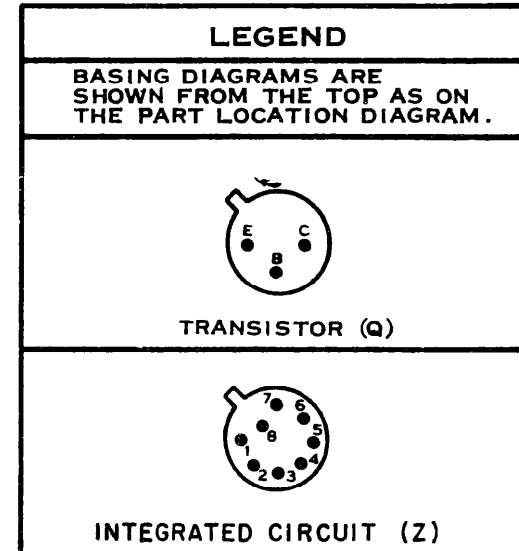 LEGEND
BASING DIAGRAMS ARE
SHOWN FROM THE TOP AS ON
THE PART LOCATION DIAGRAM.
E C
B
TRANSISTOR (Q)
7 6
8 5
1 4
2 3
INTEGRATED CIRCUIT (Z)